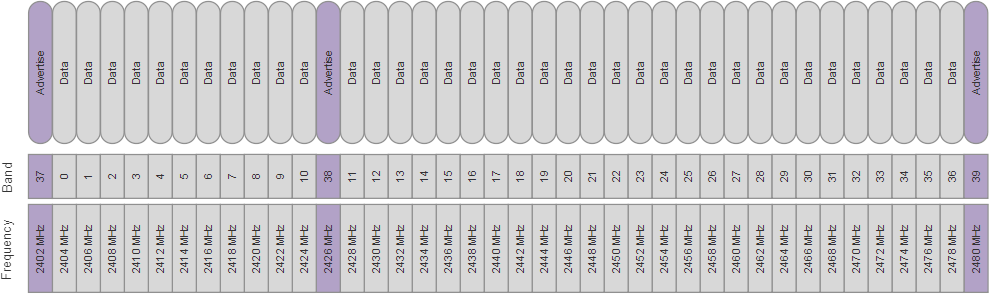 Advertise Data Data Data Data Data Data Data Data Data Data Data Advertise Data Data Data Data Data Data Data Data Data Data Data Data Data Data Data Data Data Data Data Data Data Data Data Data Data Data Advertise
Band 37 0 1 2 3 4 5 6 7 8 9 10 38 11 12 13 14 15 16 17 18 19 20 21 22 23 24 25 26 27 28 29 30 31 32 33 34 35 36 39
Frequency 2402 MHz 2404 MHz 2406 MHz 2408 MHz 2410 MHz 2412 MHz 2414 MHz 2416 MHz 2418 MHz 2420 MHz 2422 MHz 2424 MHz 2426 MHz 2428 MHz 2430 MHz 2432 MHz 2434 MHz 2436 MHz 2438 MHz 2440 MHz 2442 MHz 2444 MHz 2446 MHz 2448 MHz 2450 MHz 2452 MHz 2454 MHz 2456 MHz 2458 MHz 2460 MHz 2462 MHz 2464 MHz 2466 MHz 2468 MHz 2470 MHz 2472 MHz 2474 MHz 2476 MHz 2478 MHz 2480 MHz